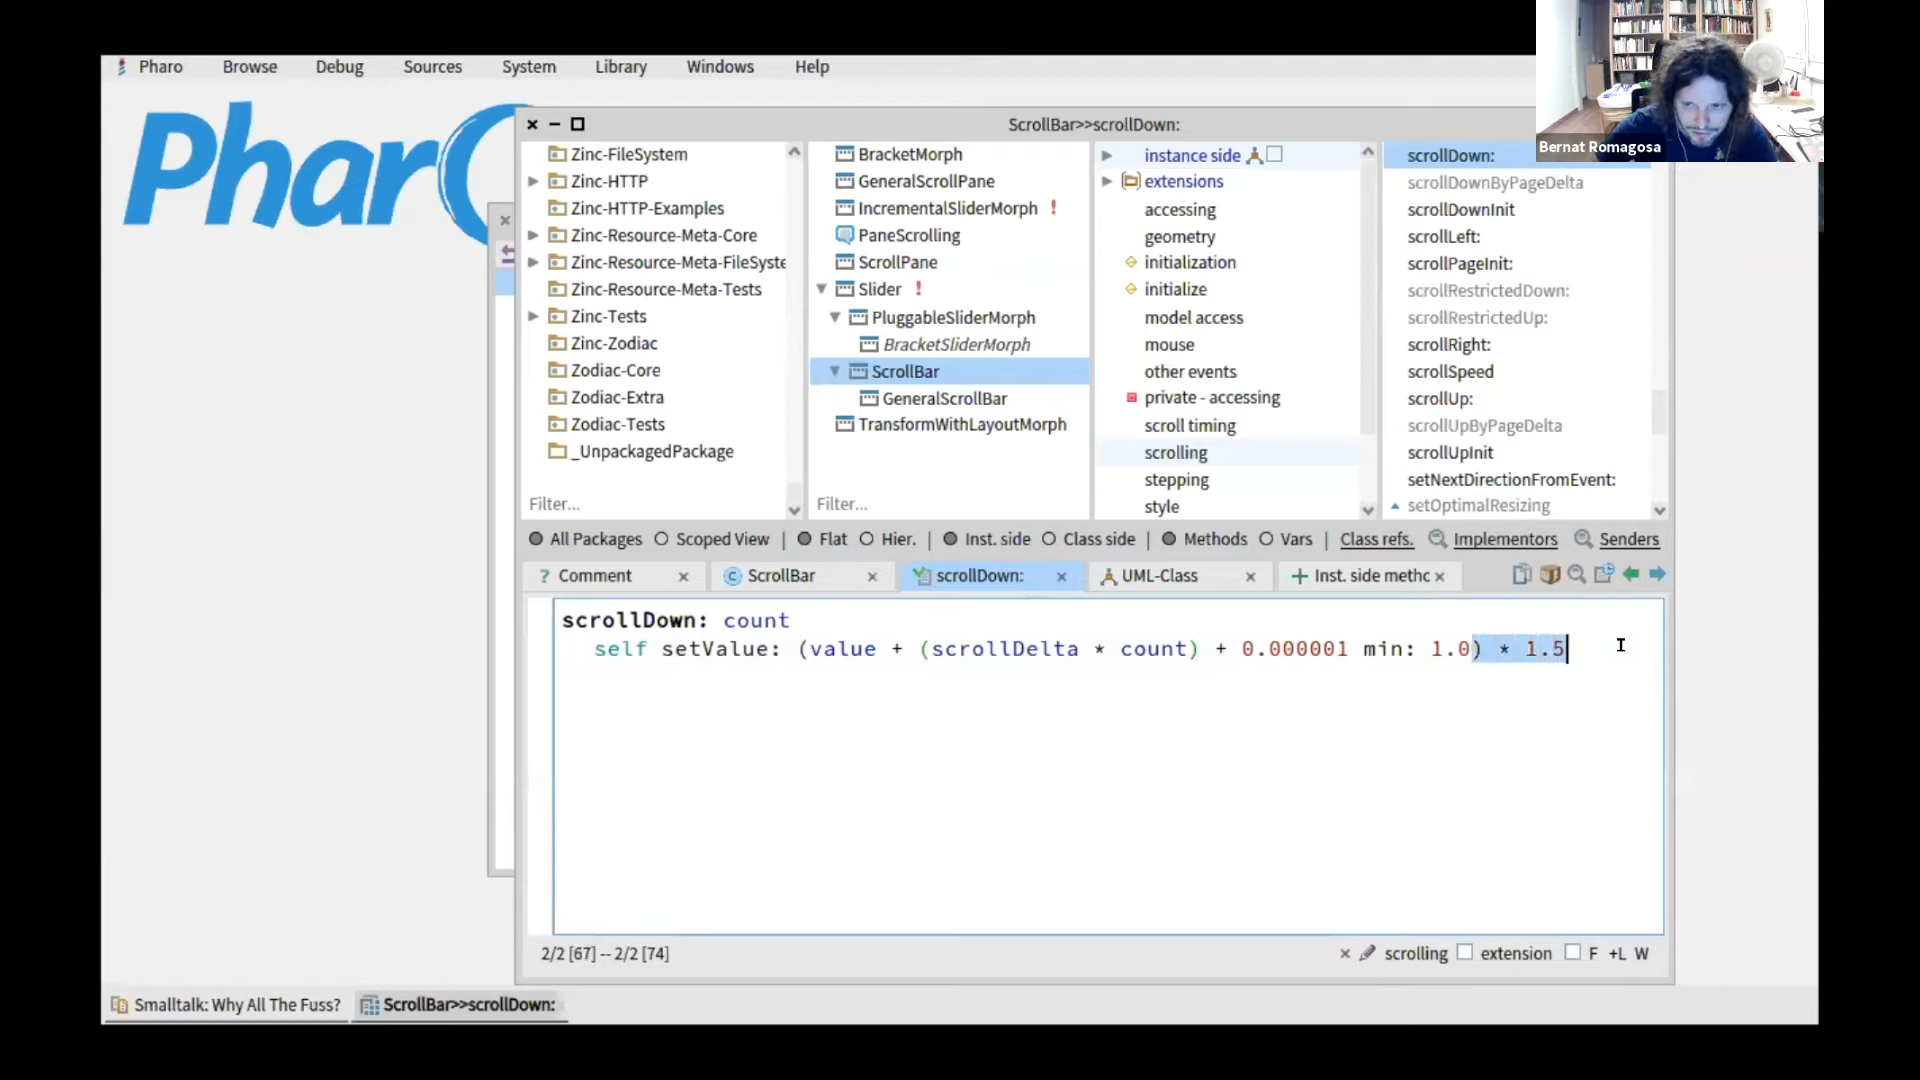 Pharo Browse Debug Sources System Library Windows Help
Pharo
ScrollBar>>scrollDown:
Bernat Romagosa
Zinc-FileSystem
Zinc-HTTP
Zinc-HTTP-Examples
Zinc-Resource-Meta-Core
Zinc-Resource-Meta-FileSyste
Zinc-Resource-Meta-Tests
Zinc-Tests
Zinc-Zodiac
Zodiac-Core
Zodiac-Extra
Zodiac-Tests
_UnpackagedPackage
Filter...
BracketMorph
GeneralScrollPane
IncrementalSliderMorph !
PaneScrolling
ScrollPane
Slider !
PluggableSliderMorph
BracketSliderMorph
ScrollBar
GeneralScrollBar
TransformWithLayoutMorph
Filter...
instance side
extensions
accessing
geometry
initialization
initialize
model access
mouse
other events
private - accessing
scroll timing
scrolling
stepping
style
scrollDown:
scrollDownByPageDelta
scrollDownInit
scrollLeft:
scrollPageInit:
scrollRestrictedDown:
scrollRestrictedUp:
scrollRight:
scrollSpeed
scrollUp:
scrollUpByPageDelta
scrollUpInit
setNextDirectionFromEvent:
setOptimalResizing
All Packages Scoped View | Flat Hier. | Inst. side Class side | Methods Vars | Class refs. Implementors Senders
? Comment × ScrollBar × scrollDown: × UML-Class × Inst. side methc ×
scrollDown: count
self setValue: (value + (scrollDelta * count) + 0.000001 min: 1.0) * 1.5
2/2 [67] -- 2/2 [74] × scrolling extension F +L W
Smalltalk: Why All The Fuss? ScrollBar>>scrollDown: